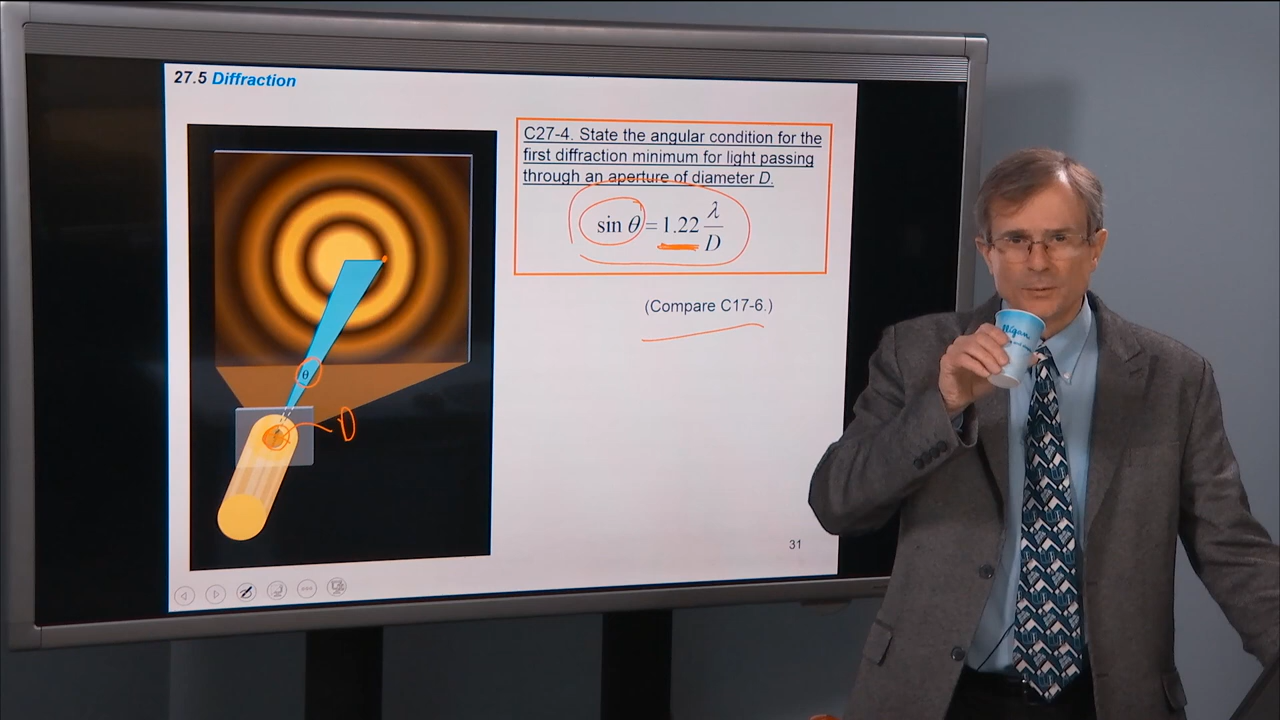 27.5 Diffraction
C27-4. State the angular condition for the
first diffraction minimum for light passing
through an aperture of diameter D.
sin θ = 1.22 λ/D
(Compare C17-6.)
θ
D
31